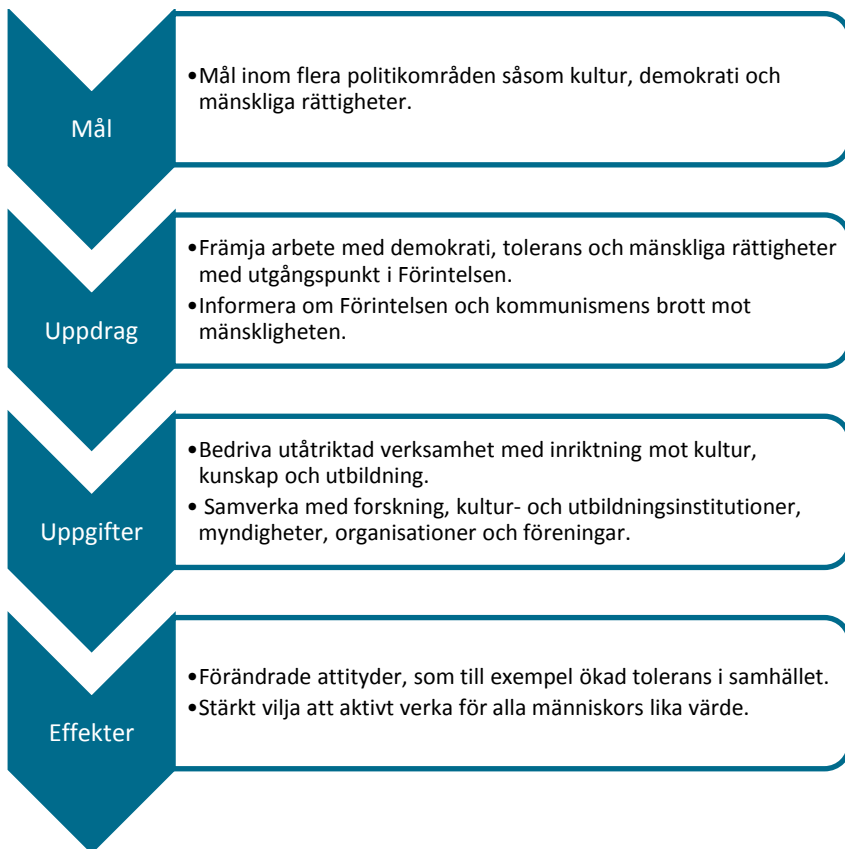 Mål
•Mål inom flera politikområden såsom kultur, demokrati och
mänskliga rättigheter.
Uppdrag
•Främja arbete med demokrati, tolerans och mänskliga rättigheter
med utgångspunkt i Förintelsen.
•Informera om Förintelsen och kommunismens brott mot
mänskligheten.
Uppgifter
•Bedriva utåtriktad verksamhet med inriktning mot kultur,
kunskap och utbildning.
• Samverka med forskning, kultur- och utbildningsinstitutioner,
myndigheter, organisationer och föreningar.
Effekter
•Förändrade attityder, som till exempel ökad tolerans i samhället.
•Stärkt vilja att aktivt verka för alla människors lika värde.